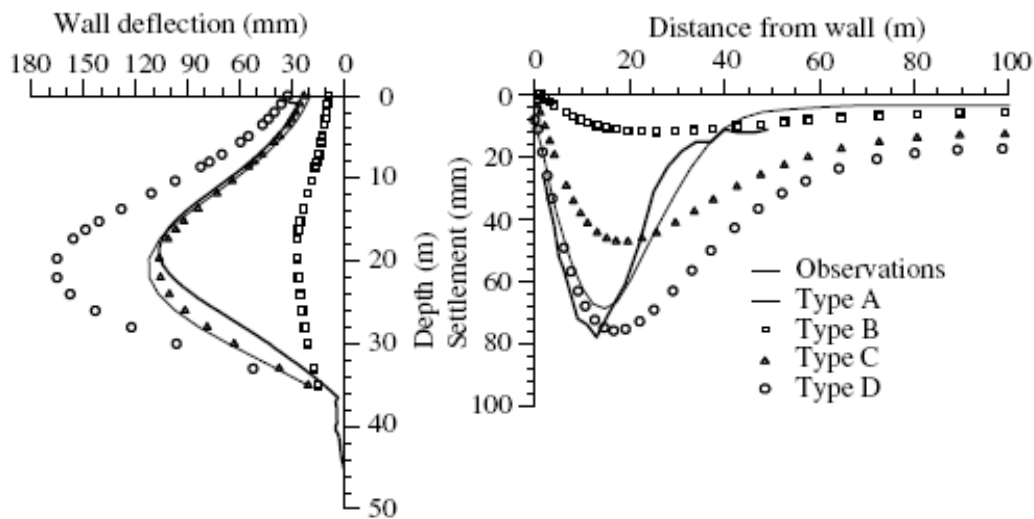 Wall deflection (mm)
180 150 120 90 60 30 0
0
10
20
30
40
50
Depth (m)
Distance from wall (m)
0 20 40 60 80 100
0
20
40
60
80
100
Settlement (mm)
Observations
Type A
Type B
Type C
Type D